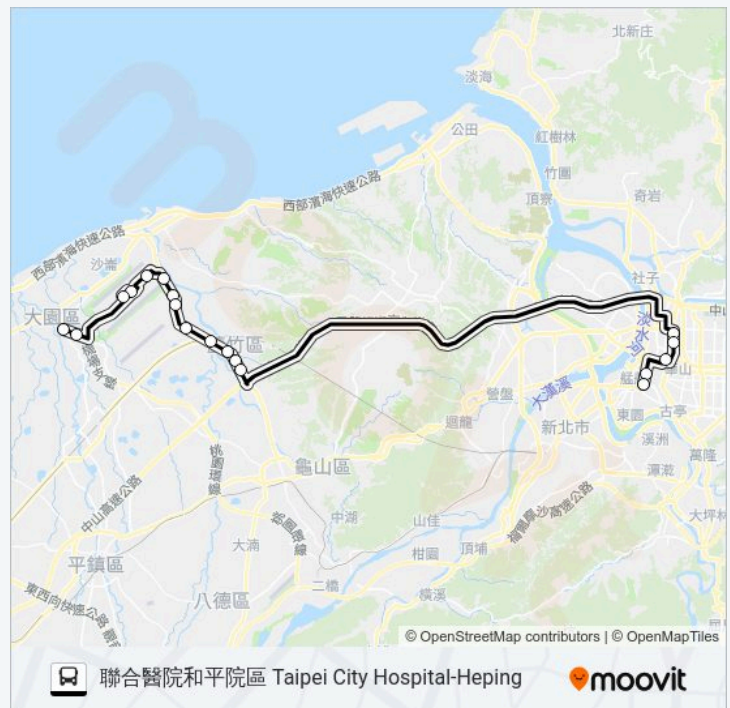 北新庄
淡海
公田
紅樹林
竹圍
頂寮
奇岩
西部濱海快速公路
社子
西部濱海快速公路
沙崙
大園區
淡水河
中山
蘆竹區
艋舺
營盤
大漢溪
東園
古亭
迴龍
新北市
溪洲
萬隆
桃園環線
龜山區
中山高速公路
中湖
山佳
福爾摩沙高速公路
大坪林
大湳
柑園
頂埔
平鎮區
二橋
橫溪
東西向快速公路
八德區
© OpenStreetMap contributors | © OpenMapTiles
聯合醫院和平院區 Taipei City Hospital-Heping
moovit